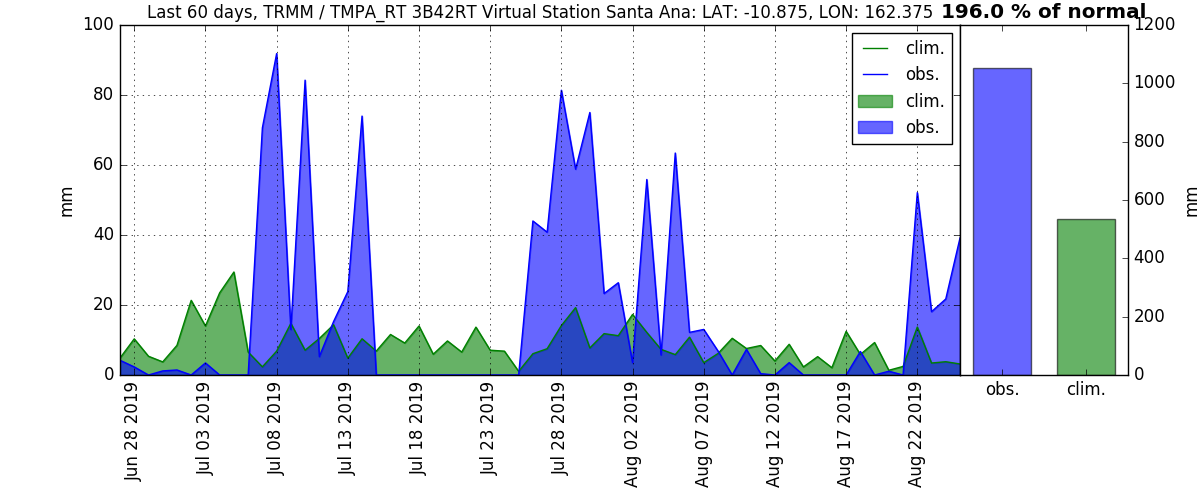 Last 60 days, TRMM / TMPA_RT 3B42RT Virtual Station Santa Ana: LAT: -10.875, LON: 162.375 196.0 % of normal
100
80
60
40
20
0
mm
clim.
obs.
clim.
obs.
1200
1000
800
600
400
200
0
mm
Jun 28 2019
Jul 03 2019
Jul 08 2019
Jul 13 2019
Jul 18 2019
Jul 23 2019
Jul 28 2019
Aug 02 2019
Aug 07 2019
Aug 12 2019
Aug 17 2019
Aug 22 2019
obs. clim.